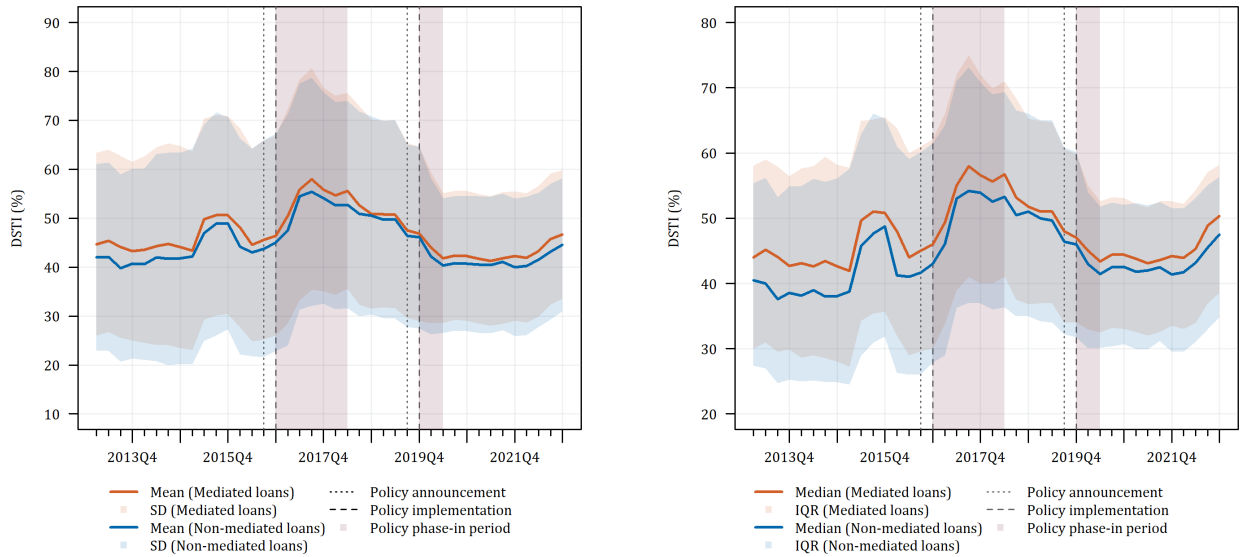 90
80
70
60
50
40
30
20
10
DSTI (%)
2013Q4 2015Q4 2017Q4 2019Q4 2021Q4
Mean (Mediated loans) Policy announcement
SD (Mediated loans) Policy implementation
Mean (Non-mediated loans) Policy phase-in period
SD (Non-mediated loans)
80
70
60
50
40
30
20
DSTI (%)
2013Q4 2015Q4 2017Q4 2019Q4 2021Q4
Median (Mediated loans) Policy announcement
IQR (Mediated loans) Policy implementation
Median (Non-mediated loans) Policy phase-in period
IQR (Non-mediated loans)